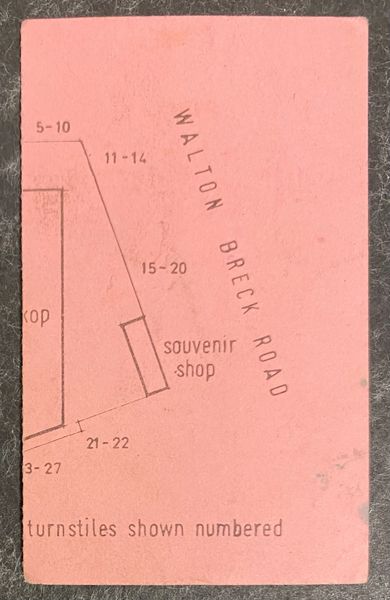 5-10
11-14
WALTON BRECK ROAD
15-20
kop
souvenir
shop
21-22
3-27
turnstiles shown numbered